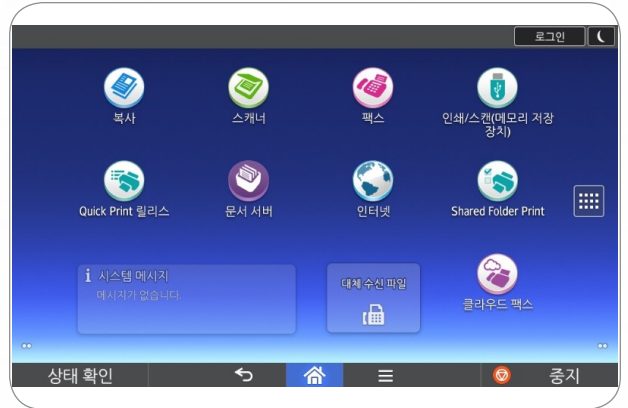 로그인
복사
스캐너
팩스
인쇄/스캔(메모리 저장
장치)
Quick Print 릴리스
문서 서버
인터넷
Shared Folder Print
시스템 메시지
메시지가 없습니다.
대체 수신 파일
클라우드 팩스
상태 확인
중지